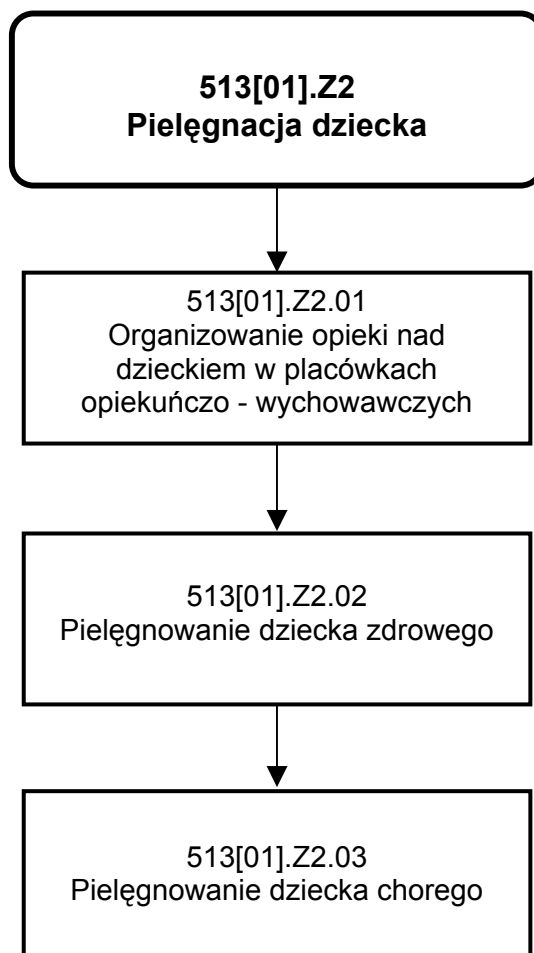 513[01].Z2
Pielęgnacja dziecka
513[01].Z2.01
Organizowanie opieki nad
dzieckiem w placówkach
opiekuńczo - wychowawczych
513[01].Z2.02
Pielęgnowanie dziecka zdrowego
513[01].Z2.03
Pielęgnowanie dziecka chorego